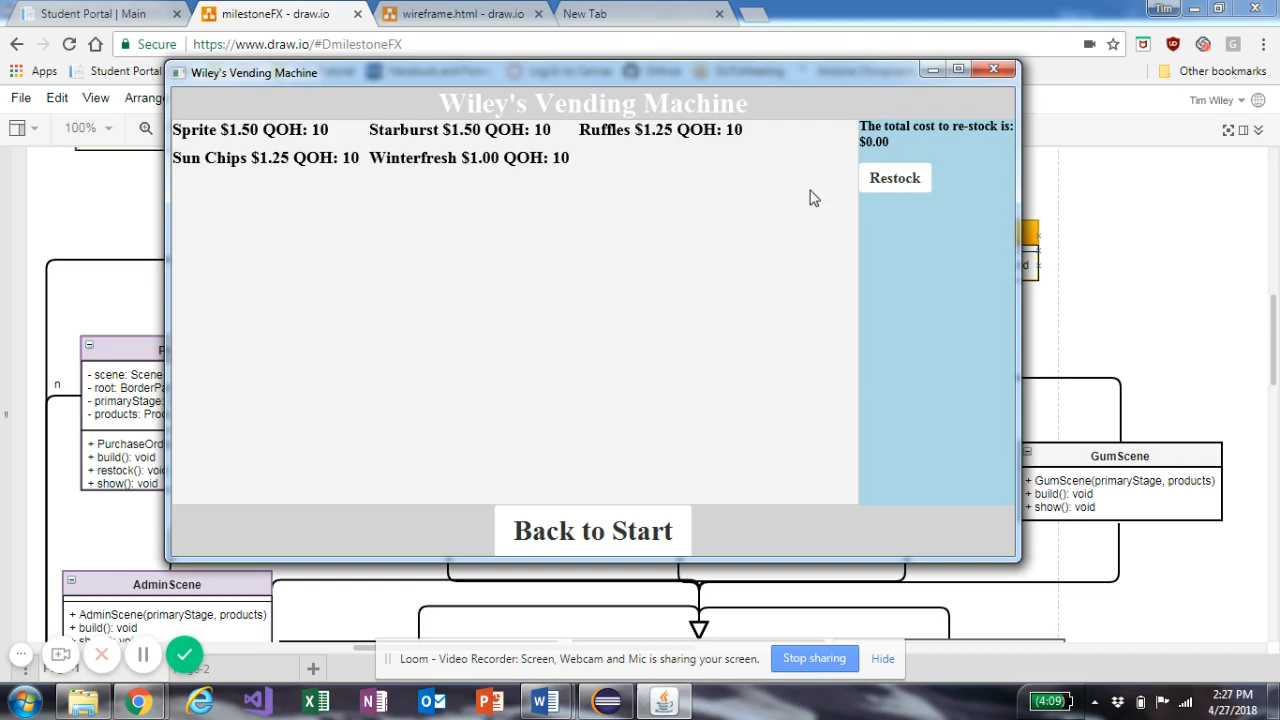 Student Portal | Main
milestoneFX - draw.io
wireframe.html - draw.io
New Tab
Tim
Secure
https://www.draw.io/#DmilestoneFX
Apps
Student Portal
Other bookmarks
Wiley's Vending Machine
File
Edit
View
Arrang
Tim Wiley
100%
Wiley's Vending Machine
Sprite $1.50 QOH: 10
Starburst $1.50 QOH: 10
Ruffles $1.25 QOH: 10
Sun Chips $1.25 QOH: 10
Winterfresh $1.00 QOH: 10
The total cost to re-stock is:
$0.00
Restock
Back to Start
n
- scene: Scene
- root: BorderPa
- primaryStage:
- products: Prod
+ PurchaseOrd
+ build(): void
+ restock(): void
+ show(): void
GumScene
+ GumScene(primaryStage, products)
+ build(): void
+ show(): void
AdminScene
+ AdminScene(primaryStage, products)
+ build(): void
Loom - Video Recorder: Screen, Webcam and Mic is sharing your screen.
Stop sharing
Hide
(4:09)
2:27 PM
4/27/2018